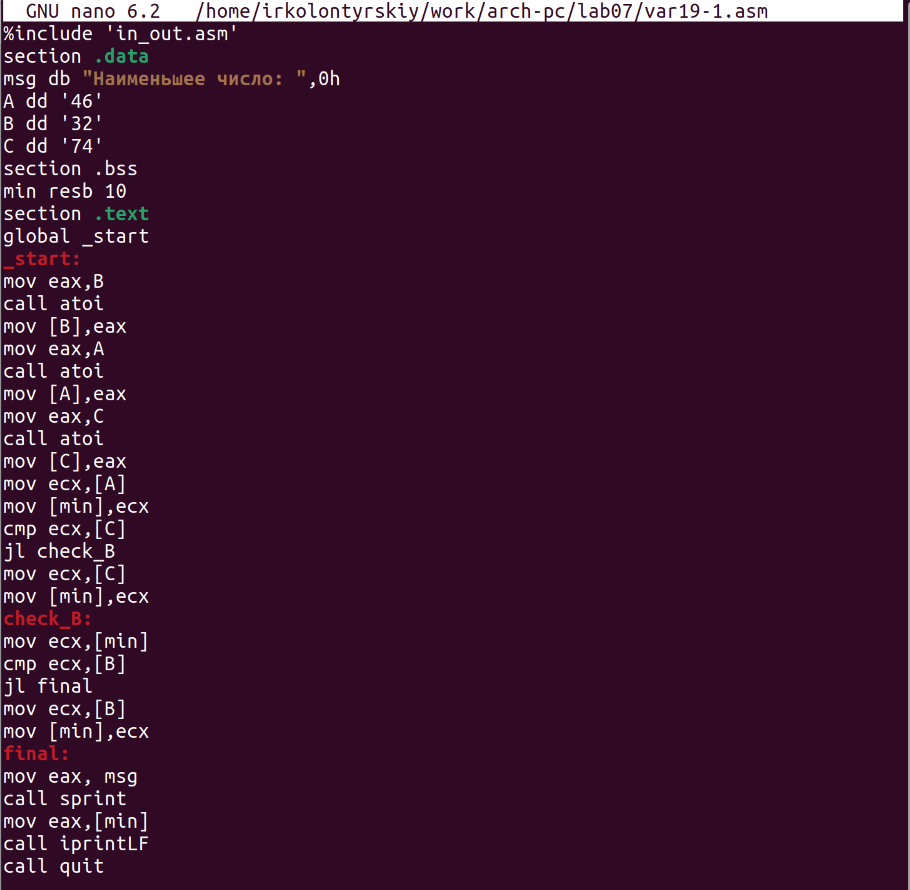 GNU nano 6.2 /home/irkolontyrskiy/work/arch-pc/lab07/var19-1.asm
%include 'in_out.asm'
section .data
msg db "Наименьшее число: ",0h
A dd '46'
B dd '32'
C dd '74'
section .bss
min resb 10
section .text
global _start
_start:
mov eax,B
call atoi
mov [B],eax
mov eax,A
call atoi
mov [A],eax
mov eax,C
call atoi
mov [C],eax
mov ecx,[A]
mov [min],ecx
cmp ecx,[C]
jl check_B
mov ecx,[C]
mov [min],ecx
check_B:
mov ecx,[min]
cmp ecx,[B]
jl final
mov ecx,[B]
mov [min],ecx
final:
mov eax, msg
call sprint
mov eax,[min]
call iprintLF
call quit